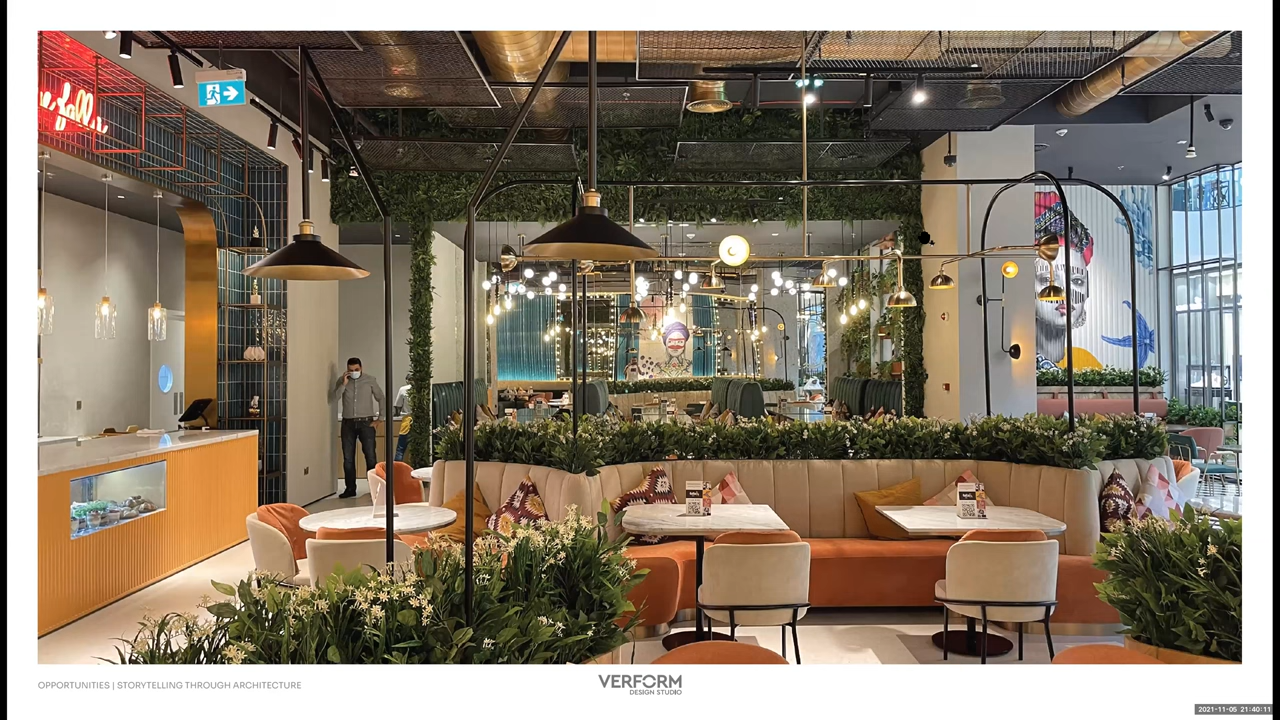 OPPORTUNITIES | STORYTELLING THROUGH ARCHITECTURE
VERFORM
DESIGN STUDIO
2021-11-05 21:40:11